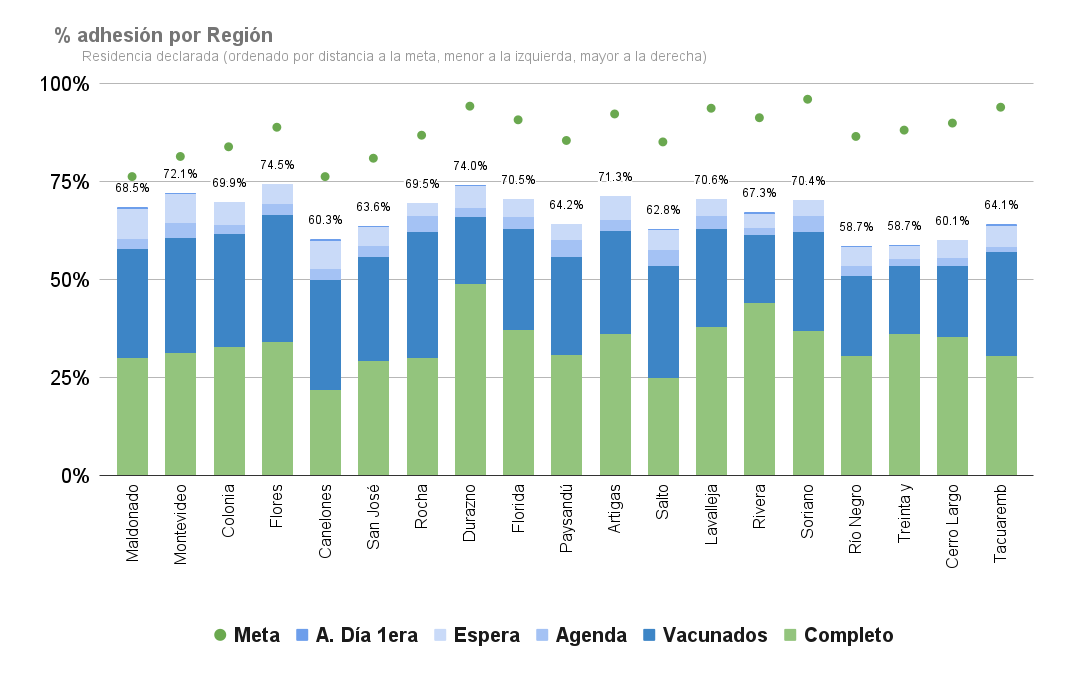 % adhesión por Región
Residencia declarada (ordenado por distancia a la meta, menor a la izquierda, mayor a la derecha)
100%
75%
50%
25%
0%
68.5%
72.1%
69.9%
74.5%
60.3%
63.6%
69.5%
74.0%
70.5%
64.2%
71.3%
62.8%
70.6%
67.3%
70.4%
58.7%
58.7%
60.1%
64.1%
Maldonado
Montevideo
Colonia
Flores
Canelones
San José
Rocha
Durazno
Florida
Paysandú
Artigas
Salto
Lavalleja
Rivera
Soriano
Río Negro
Treinta y
Cerro Largo
Tacuaremb
Meta A. Día 1era Espera Agenda Vacunados Completo